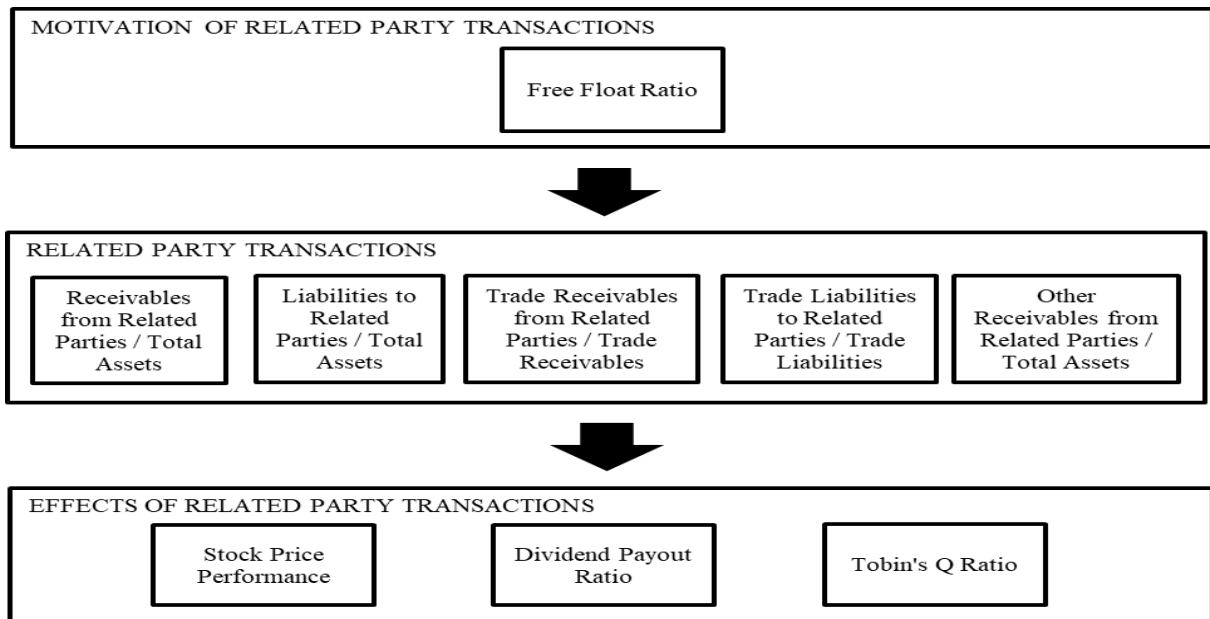 MOTIVATION OF RELATED PARTY TRANSACTIONS
Free Float Ratio
RELATED PARTY TRANSACTIONS
Receivables
from Related
Parties / Total
Assets
Liabilities to
Related
Parties / Total
Assets
Trade Receivables
from Related
Parties / Trade
Receivables
Trade Liabilities
to Related
Parties / Trade
Liabilities
Other
Receivables from
Related Parties /
Total Assets
EFFECTS OF RELATED PARTY TRANSACTIONS
Stock Price
Performance
Dividend Payout
Ratio
Tobin's Q Ratio